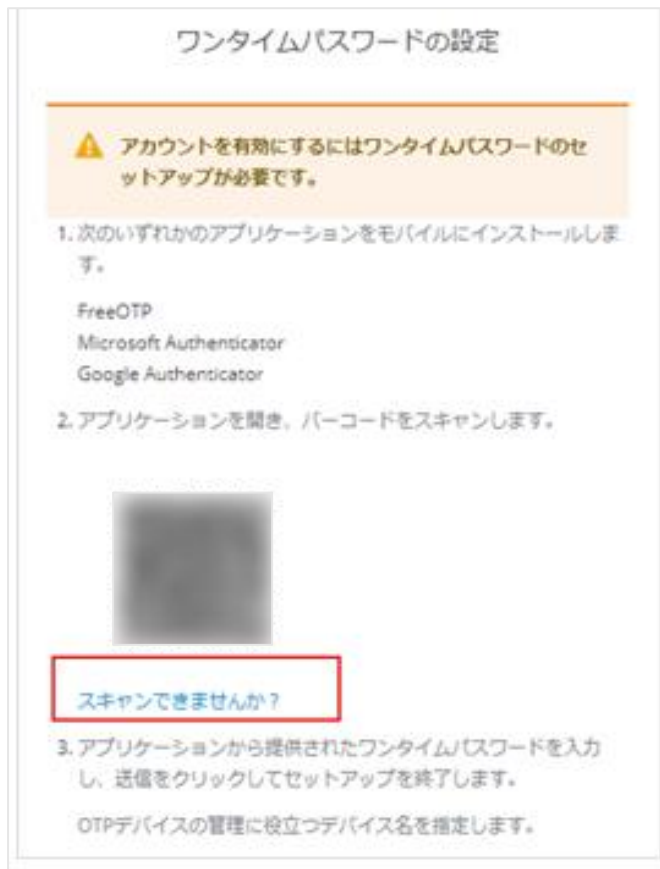 ワンタイムパスワードの設定
アカウントを有効にするにはワンタイムパスワードのセ
ットアップが必要です。
1. 次のいずれかのアプリケーションをモバイルにインストールしま
す。
FreeOTP
Microsoft Authenticator
Google Authenticator
2. アプリケーションを開き、バーコードをスキャンします。
スキャンできませんか?
3. アプリケーションから提供されたワンタイムパスワードを入力
し、送信をクリックしてセットアップを終了します。
OTPデバイスの管理に役立つデバイス名を指定します。